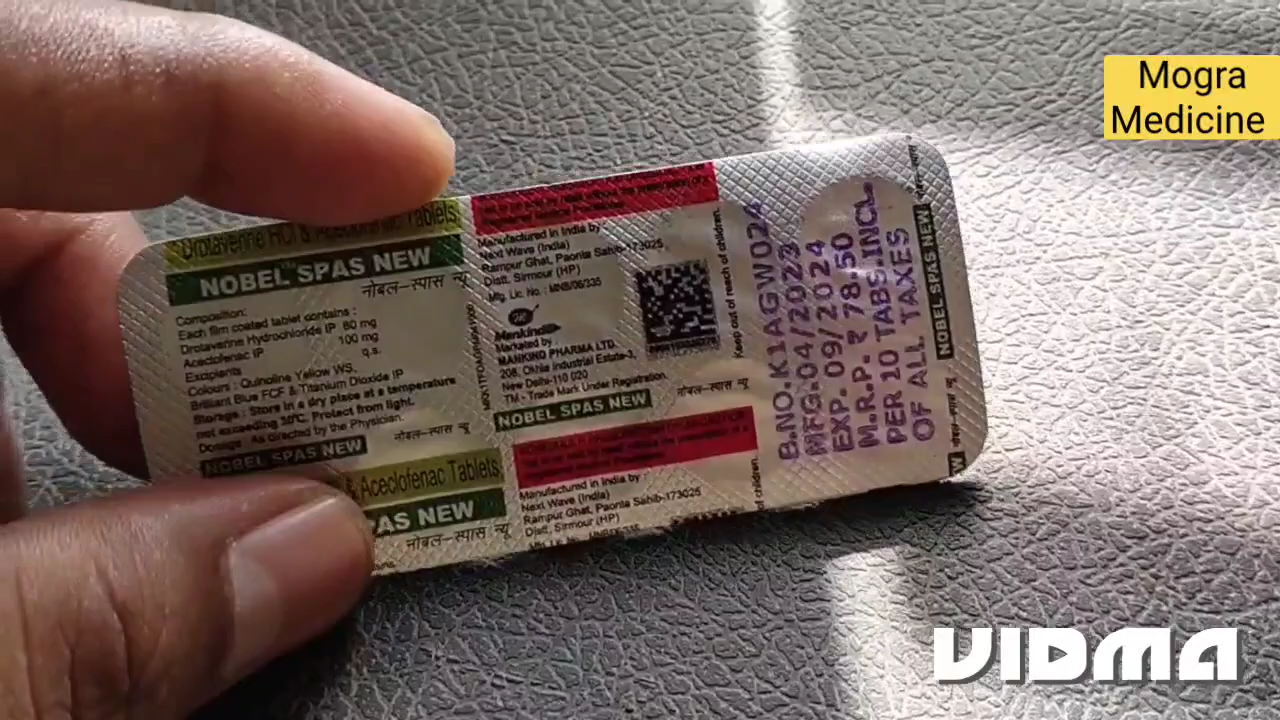 Mogra
Medicine
Drotaverine HCl & Aceclofenac Tablets
NOBEL™ SPAS NEW
नोबल-स्पास न्यू
Composition:
Each film coated tablet contains :
Drotaverine Hydrochloride IP 80 mg
Aceclofenac IP 100 mg
Excipients q.s.
Colours : Quinoline Yellow WS,
Brilliant Blue FCF & Titanium Dioxide IP
Storage : Store in a dry place at a temperature
not exceeding 30°C. Protect from light.
Dosage : As directed by the Physician.
नोबल-स्पास न्यू
NOBEL SPAS NEW
& Aceclofenac Tablets
PAS NEW
नोबल-स्पास न्यू
Manufactured in India by
Next Wave (India)
Rampur Ghat, Paonta Sahib-173025
Distt. Sirmour (HP)
Mfg. Lic. No. : MNB/06/335
Mankind
Marketed by
MANKIND PHARMA LTD.
208, Okhla Industrial Estate-3,
New Delhi-110 020
TM - Trade Mark Under Registration
NOBEL SPAS NEW
नोबल-स्पास न्यू
Manufactured in India by :
Next Wave (India)
Rampur Ghat, Paonta Sahib-173025
Distt. Sirmour (HP)
Keep out of reach of children.
of children.
B.NO.K1AGW024
MFG.04/2023
EXP. 09/2024
M.R.P. ₹ 78.50
PER 10 TABS.INCL
OF ALL TAXES
NOBEL SPAS NEW
VIDMA